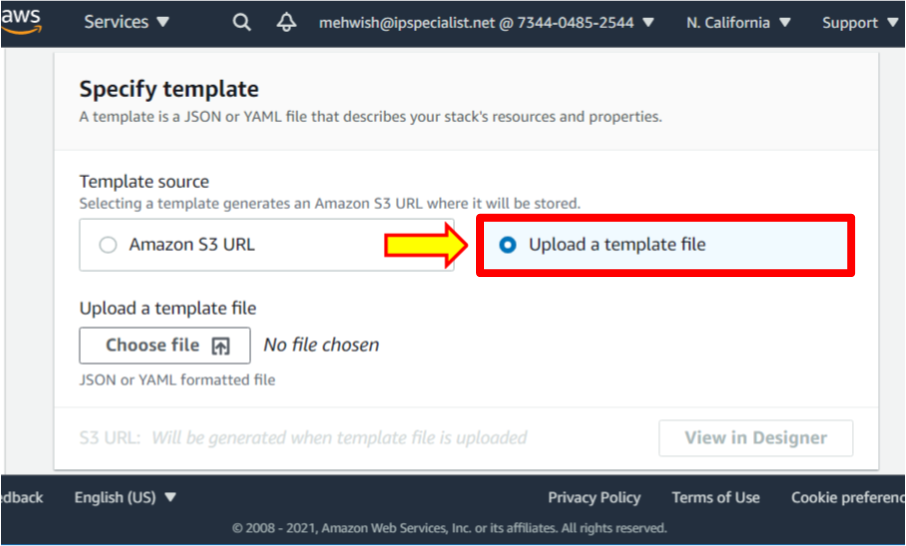 aws Services ▼ mehwish@ipspecialist.net @ 7344-0485-2544 ▼ N. California ▼ Support ▼
Specify template
A template is a JSON or YAML file that describes your stack's resources and properties.
Template source
Selecting a template generates an Amazon S3 URL where it will be stored.
Amazon S3 URL Upload a template file
Upload a template file
Choose file No file chosen
JSON or YAML formatted file
S3 URL: Will be generated when template file is uploaded View in Designer
edback English (US) ▼ Privacy Policy Terms of Use Cookie preferenc
© 2008 - 2021, Amazon Web Services, Inc. or its affiliates. All rights reserved.